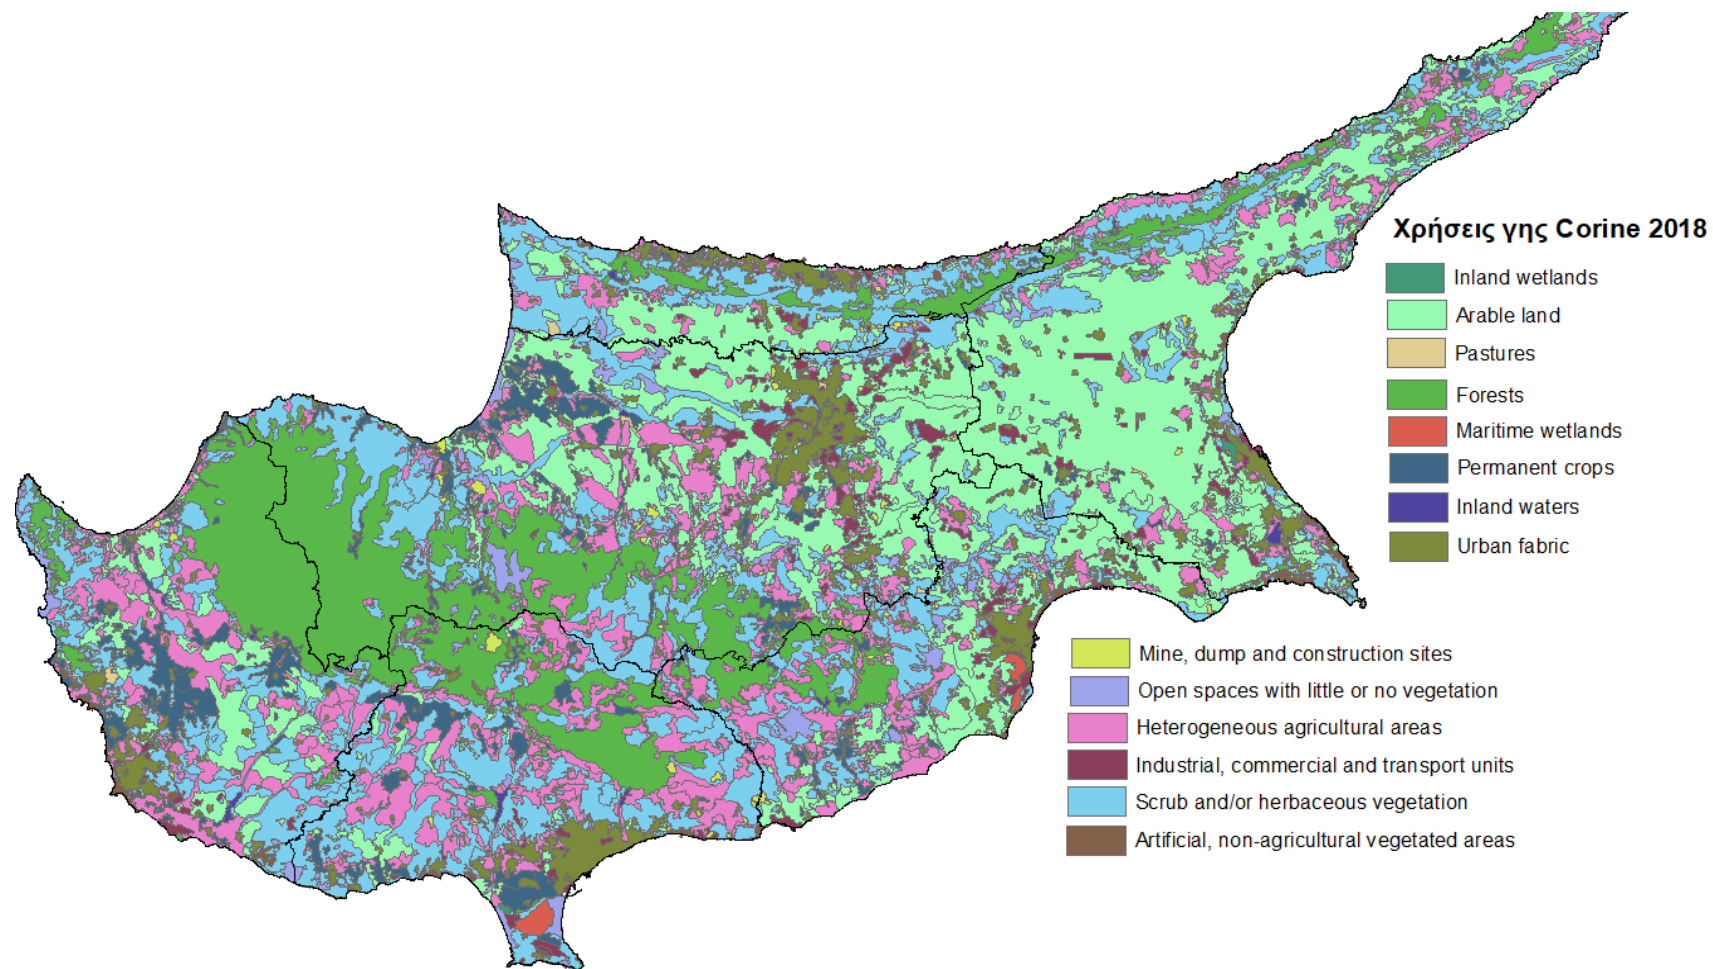 Χρήσεις γης Corine 2018
Inland wetlands
Arable land
Pastures
Forests
Maritime wetlands
Permanent crops
Inland waters
Urban fabric
Mine, dump and construction sites
Open spaces with little or no vegetation
Heterogeneous agricultural areas
Industrial, commercial and transport units
Scrub and/or herbaceous vegetation
Artificial, non-agricultural vegetated areas